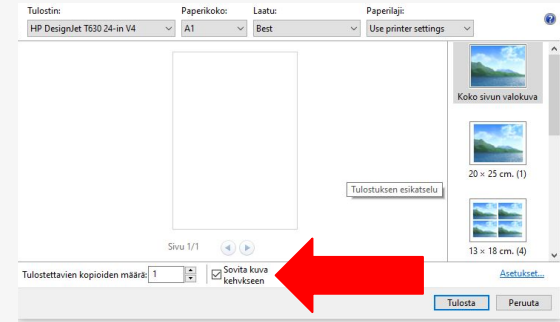 Tulostin: Paperikoko: Laatu: Paperilaji:
HP DesignJet T630 24-in V4 A1 Best Use printer settings
Koko sivun valokuva
20 × 25 cm. (1)
Tulostuksen esikatselu
13 × 18 cm. (4)
Sivu 1/1
Tulostettavien kopioiden määrä: 1 Sovita kuva
kehykseen
Asetukset...
Tulosta Peruuta